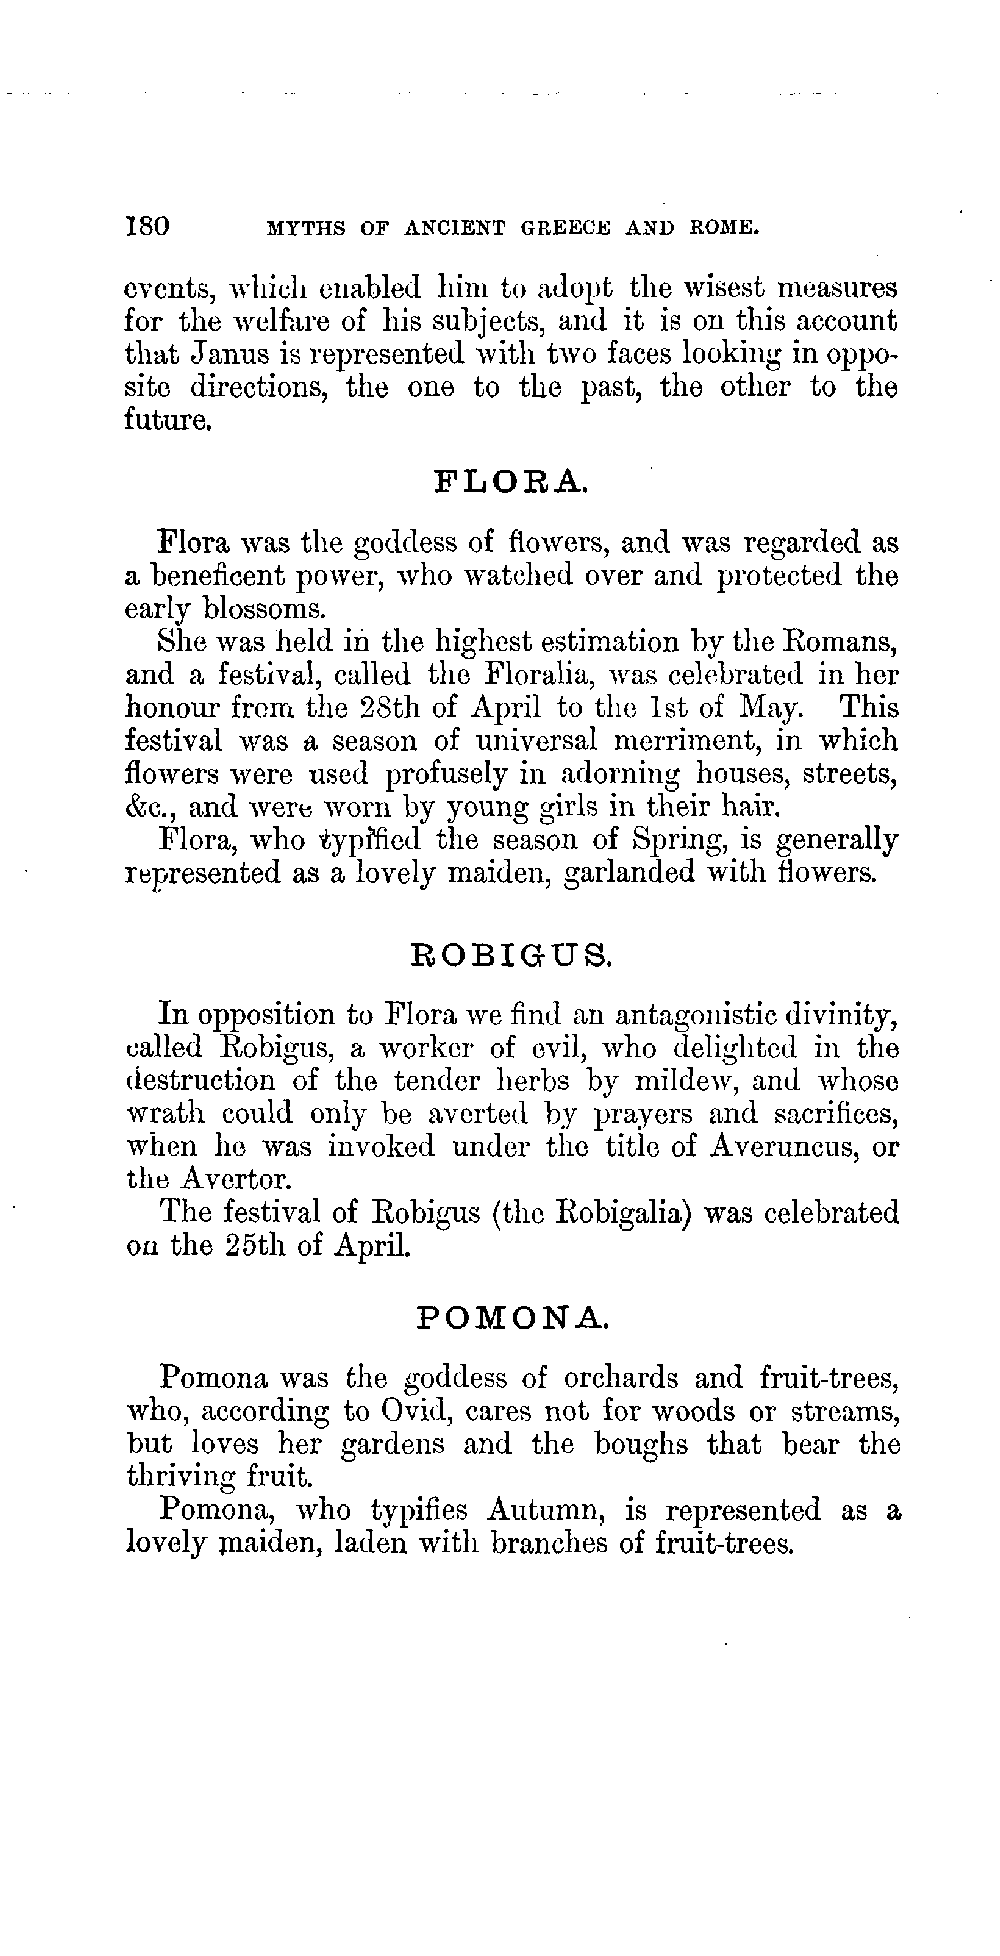 180 MYTHS OF ANCIENT GREECE AND ROME.
events, which enabled him to adopt the wisest measures
for the welfare of his subjects, and it is on this account
that Janus is represented with two faces looking in oppo-
site directions, the one to the past, the other to the
future.
FLORA.
Flora was the goddess of flowers, and was regarded as
a beneficent power, who watched over and protected the
early blossoms.
She was held in the highest estimation by the Romans,
and a festival, called the Floralia, was celebrated in her
honour from the 28th of April to the 1st of May. This
festival was a season of universal merriment, in which
flowers were used profusely in adorning houses, streets,
&c., and were worn by young girls in their hair.
Flora, who typified the season of Spring, is generally
represented as a lovely maiden, garlanded with flowers.
ROBIGUS.
In opposition to Flora we find an antagonistic divinity,
called Robigus, a worker of evil, who delighted in the
destruction of the tender herbs by mildew, and whose
wrath could only be averted by prayers and sacrifices,
when he was invoked under the title of Averuncus, or
the Avertor.
The festival of Robigus (the Robigalia) was celebrated
on the 25th of April.
POMONA.
Pomona was the goddess of orchards and fruit-trees,
who, according to Ovid, cares not for woods or streams,
but loves her gardens and the boughs that bear the
thriving fruit.
Pomona, who typifies Autumn, is represented as a
lovely maiden, laden with branches of fruit-trees.